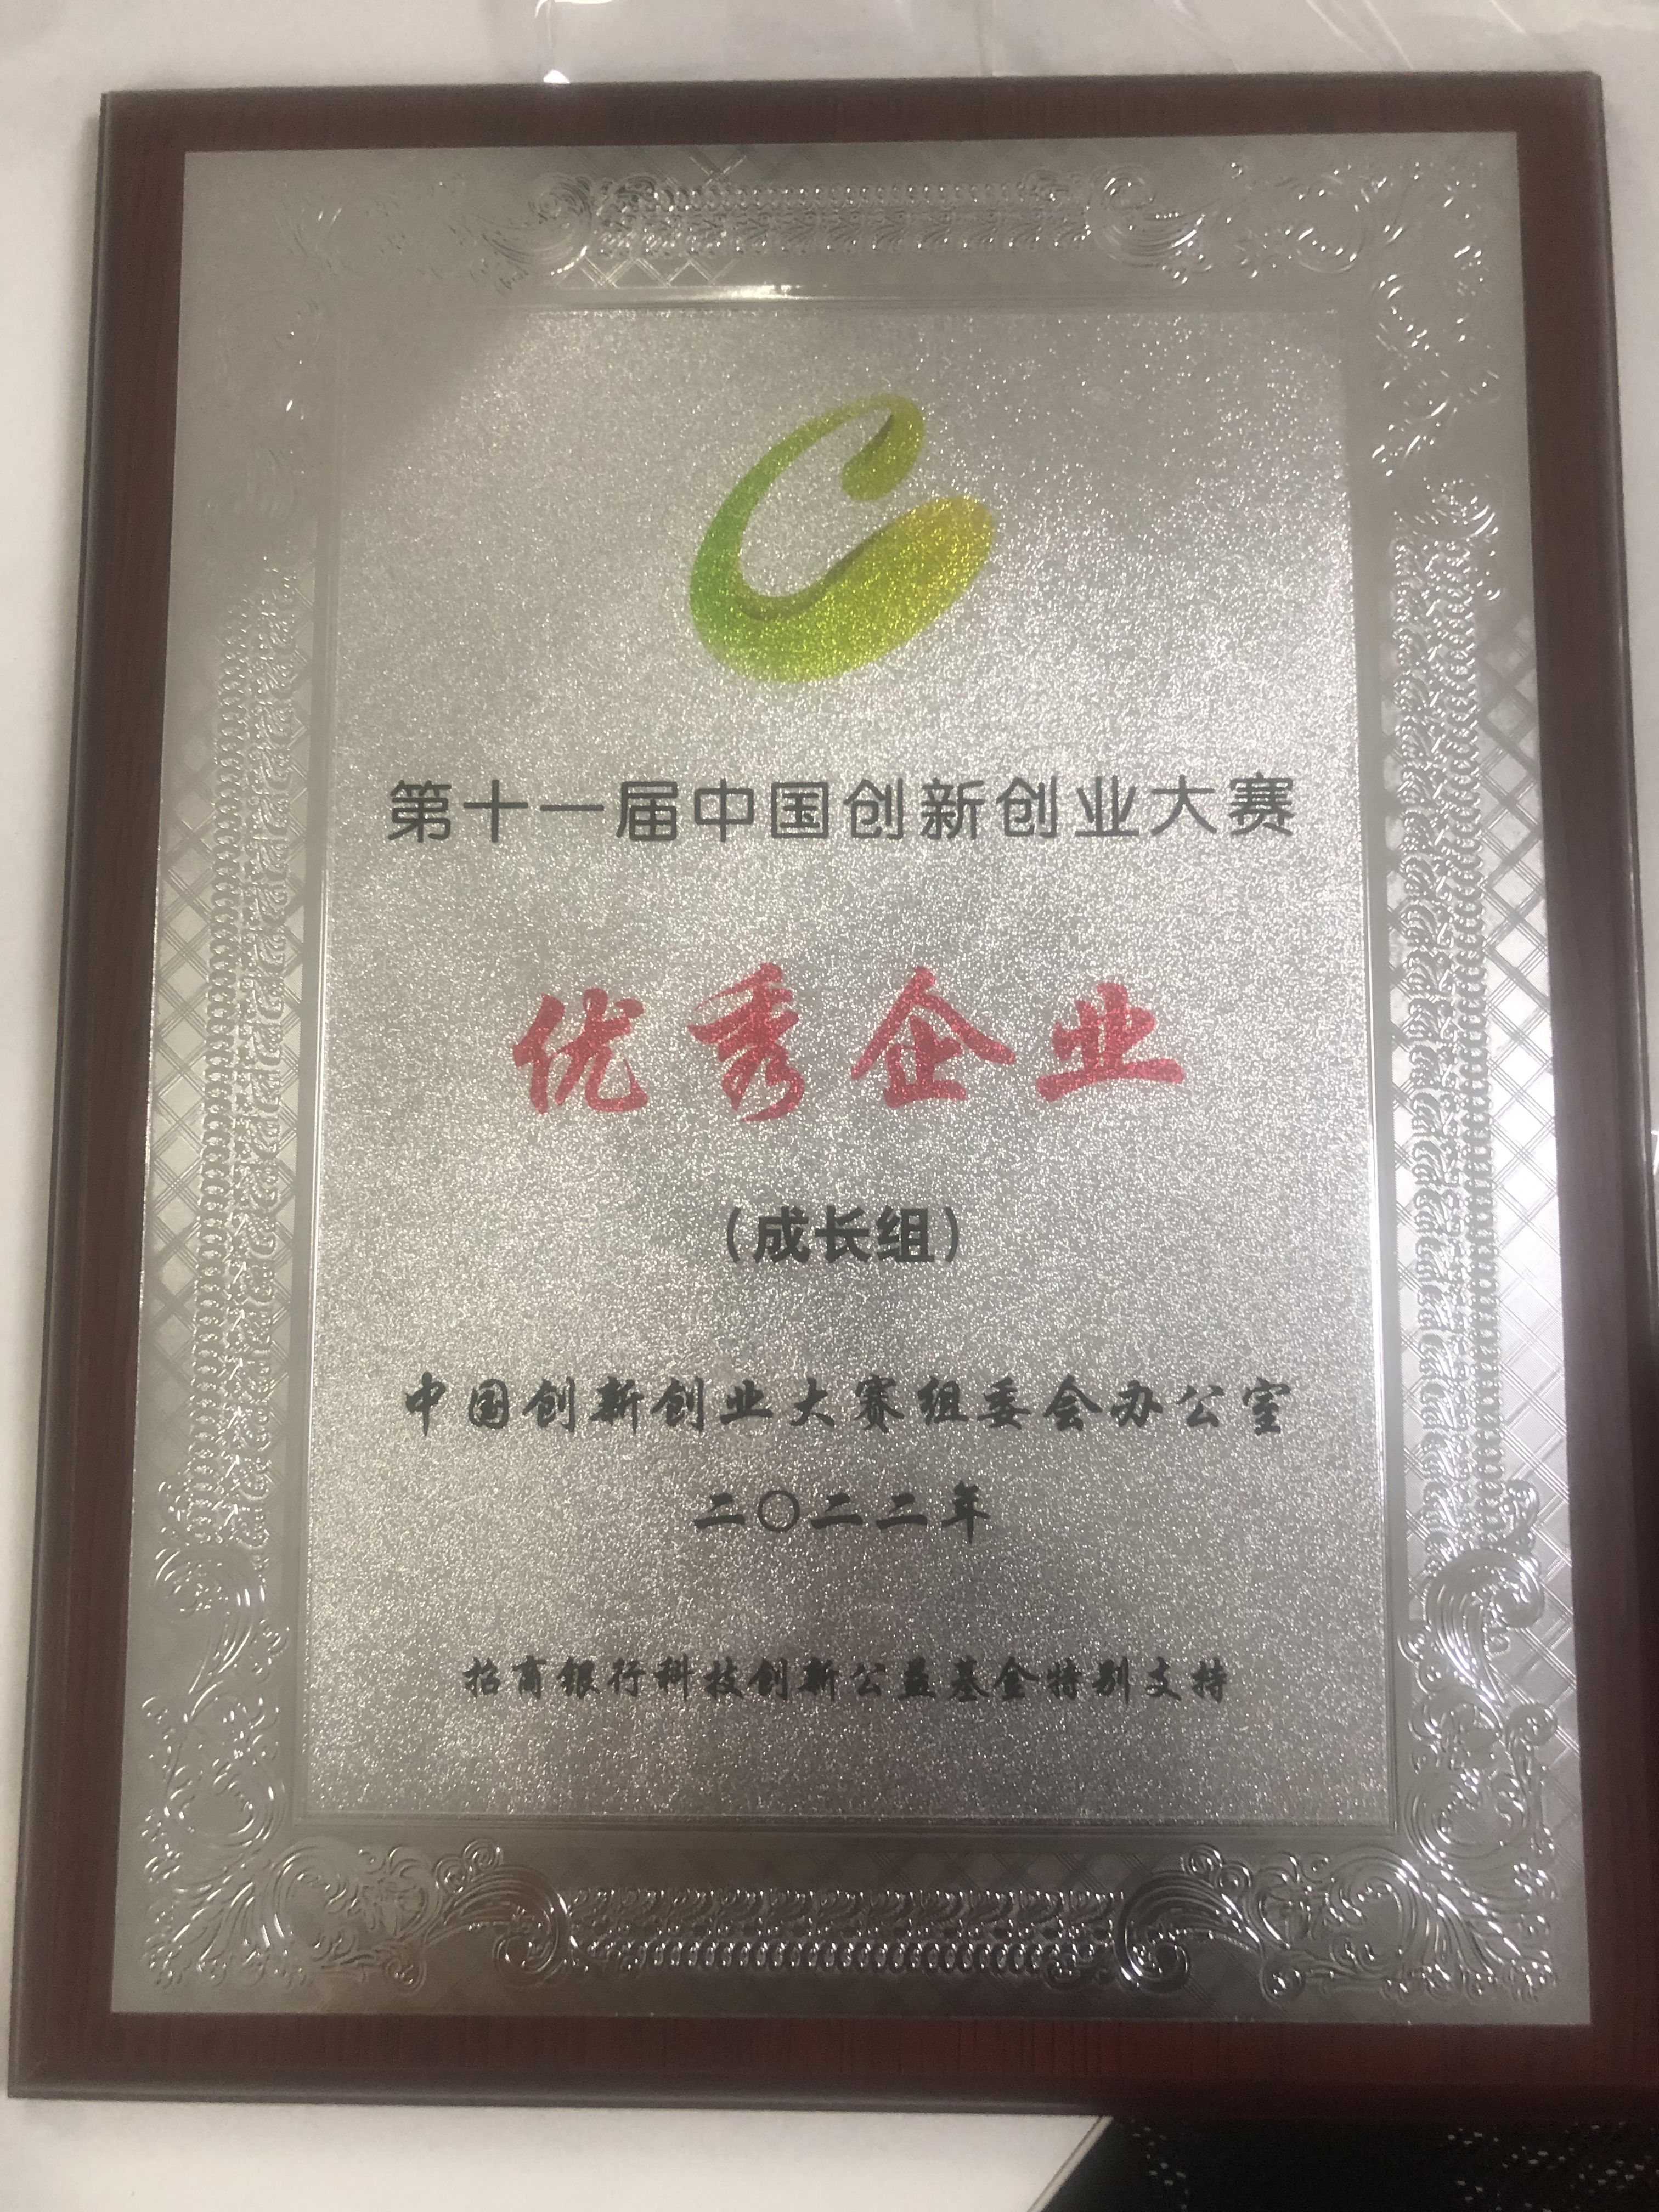 第十一届中国创新创业大赛
优秀企业
（成长组）
中国创新创业大赛组委会办公室
二〇二二年
招商银行科技创新公益基金特别支持